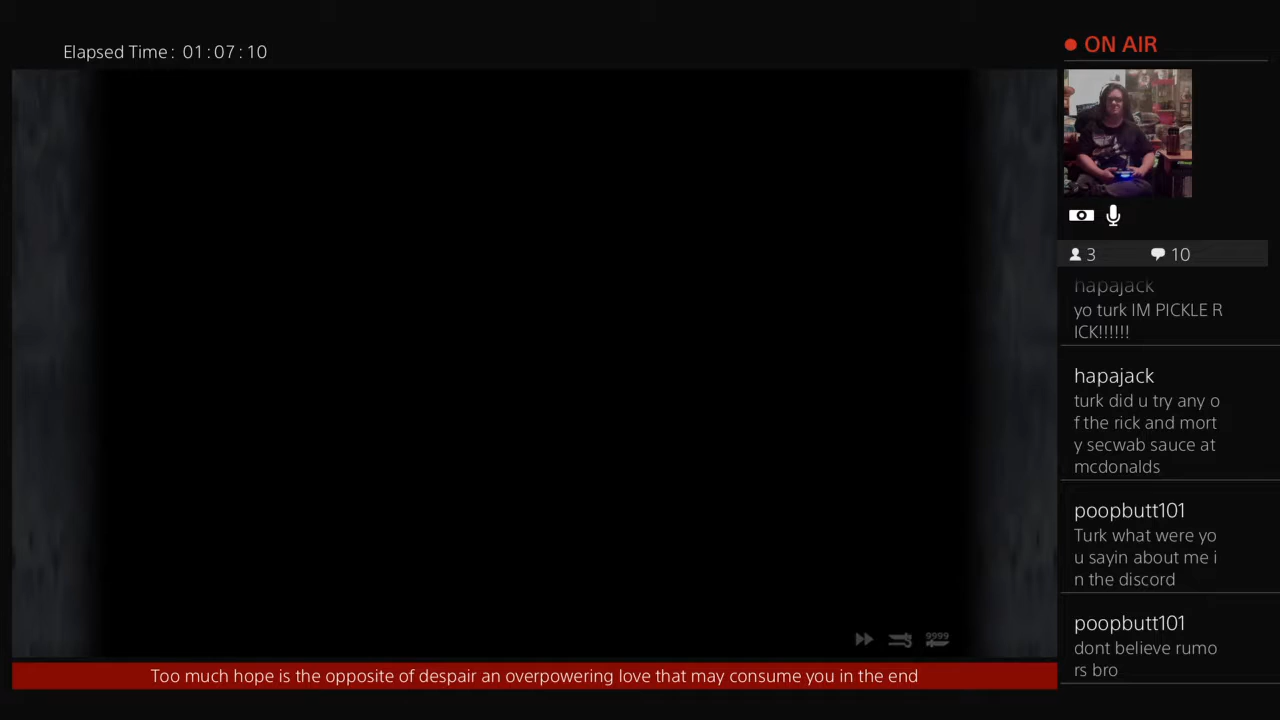 Elapsed Time: 01:07:10
ON AIR
3
10
hapajack
yo turk IM PICKLE R
ICK!!!!!!
hapajack
turk did u try any o
f the rick and mort
y secwab sauce at
mcdonalds
poopbutt101
Turk what were yo
u sayin about me i
n the discord
poopbutt101
dont believe rumo
rs bro
9999
Too much hope is the opposite of despair an overpowering love that may consume you in the end